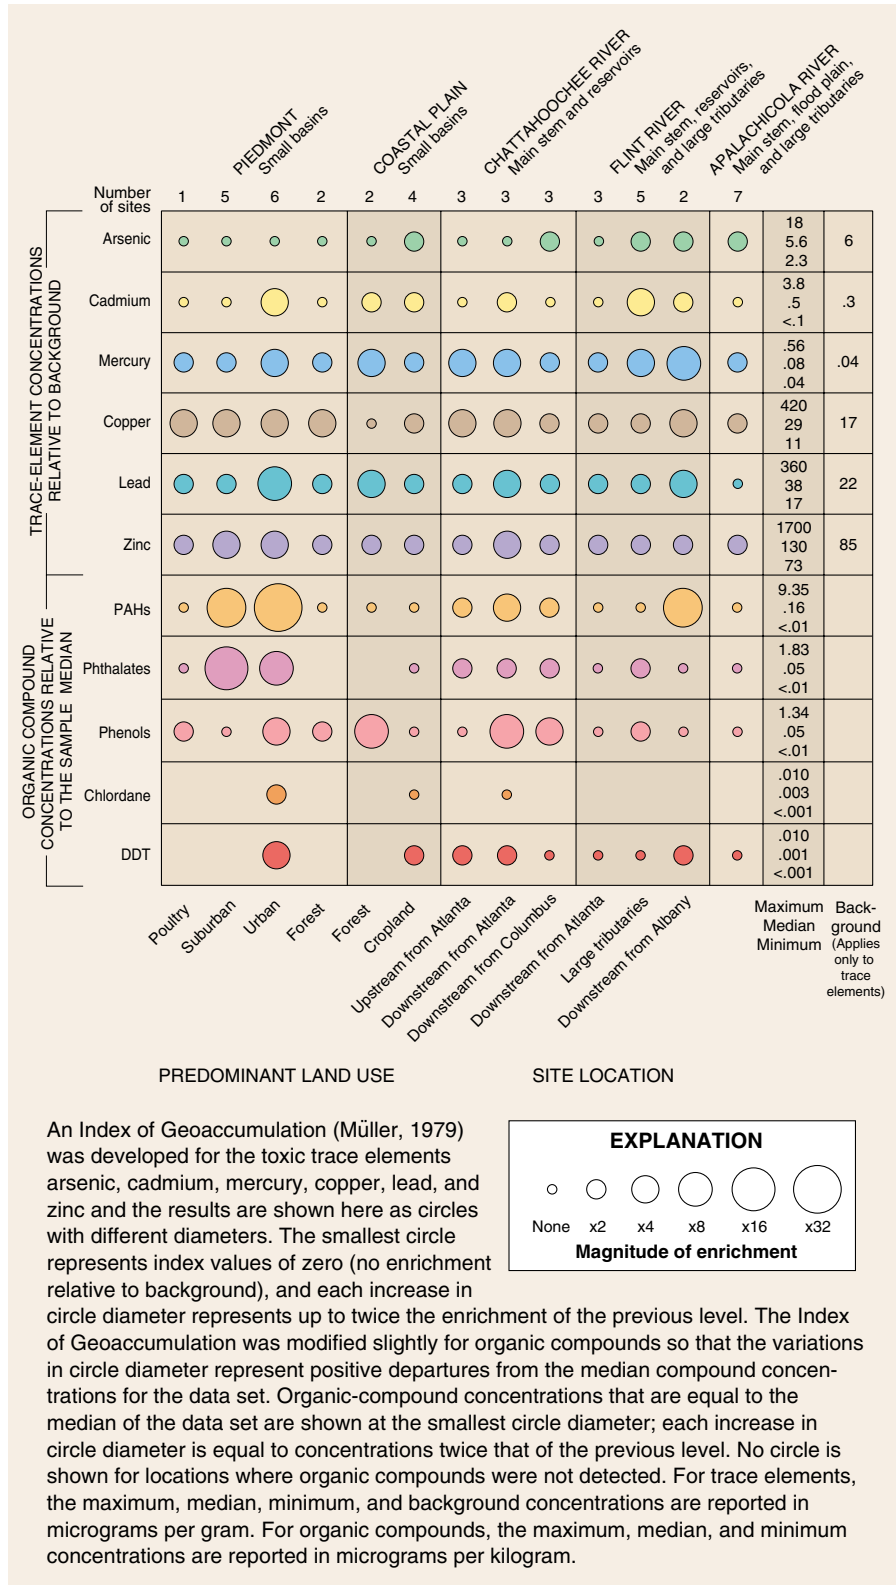 PIEDMONT
Small basins
COASTAL PLAIN
Small basins
CHATTAHOOCHEE RIVER
Main stem and reservoirs
FLINT RIVER
Main stem, reservoirs,
and large tributaries
APALACHICOLA RIVER
Main stem, flood plain,
and large tributaries
Number
of sites
1 5 6 2 2 4 3 3 3 3 5 2 7
TRACE-ELEMENT CONCENTRATIONS
RELATIVE TO BACKGROUND
Arsenic
18
5.6
2.3
6
Cadmium
3.8
.5
<.1
.3
Mercury
.56
.08
.04
.04
Copper
420
29
11
17
Lead
360
38
17
22
Zinc
1700
130
73
85
ORGANIC COMPOUND
CONCENTRATIONS RELATIVE
TO THE SAMPLE MEDIAN
PAHs
9.35
.16
<.01
Phthalates
1.83
.05
<.01
Phenols
1.34
.05
<.01
Chlordane
.010
.003
<.001
DDT
.010
.001
<.001
Poultry
Suburban
Urban
Forest
Forest
Cropland
Upstream from Atlanta
Downstream from Atlanta
Downstream from Columbus
Downstream from Atlanta
Large tributaries
Downstream from Albany
Maximum
Median
Minimum
Back-
ground
(Applies
only to
trace
elements)
PREDOMINANT LAND USE
SITE LOCATION
An Index of Geoaccumulation (Müller, 1979)
was developed for the toxic trace elements
arsenic, cadmium, mercury, copper, lead, and
zinc and the results are shown here as circles
with different diameters. The smallest circle
represents index values of zero (no enrichment
relative to background), and each increase in
circle diameter represents up to twice the enrichment of the previous level. The Index
of Geoaccumulation was modified slightly for organic compounds so that the variations
in circle diameter represent positive departures from the median compound concen-
trations for the data set. Organic-compound concentrations that are equal to the
median of the data set are shown at the smallest circle diameter; each increase in
circle diameter is equal to concentrations twice that of the previous level. No circle is
shown for locations where organic compounds were not detected. For trace elements,
the maximum, median, minimum, and background concentrations are reported in
micrograms per gram. For organic compounds, the maximum, median, and minimum
concentrations are reported in micrograms per kilogram.
EXPLANATION
None x2 x4 x8 x16 x32
Magnitude of enrichment